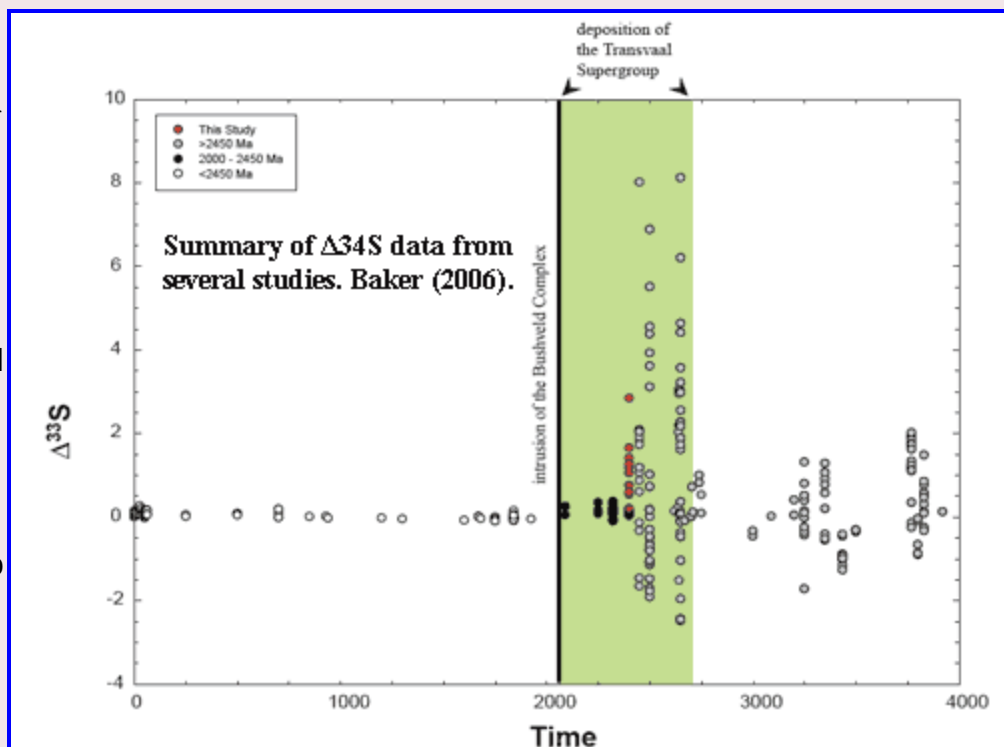 deposition of
the Transvaal
Supergroup
10
8
6
4
2
0
-2
-4
This Study
>2450 Ma
2000 - 2450 Ma
<2450 Ma
Summary of Δ34S data from
several studies. Baker (2006).
intrusion of the Bushveld Complex
Δ³³S
0
1000
2000
3000
4000
Time